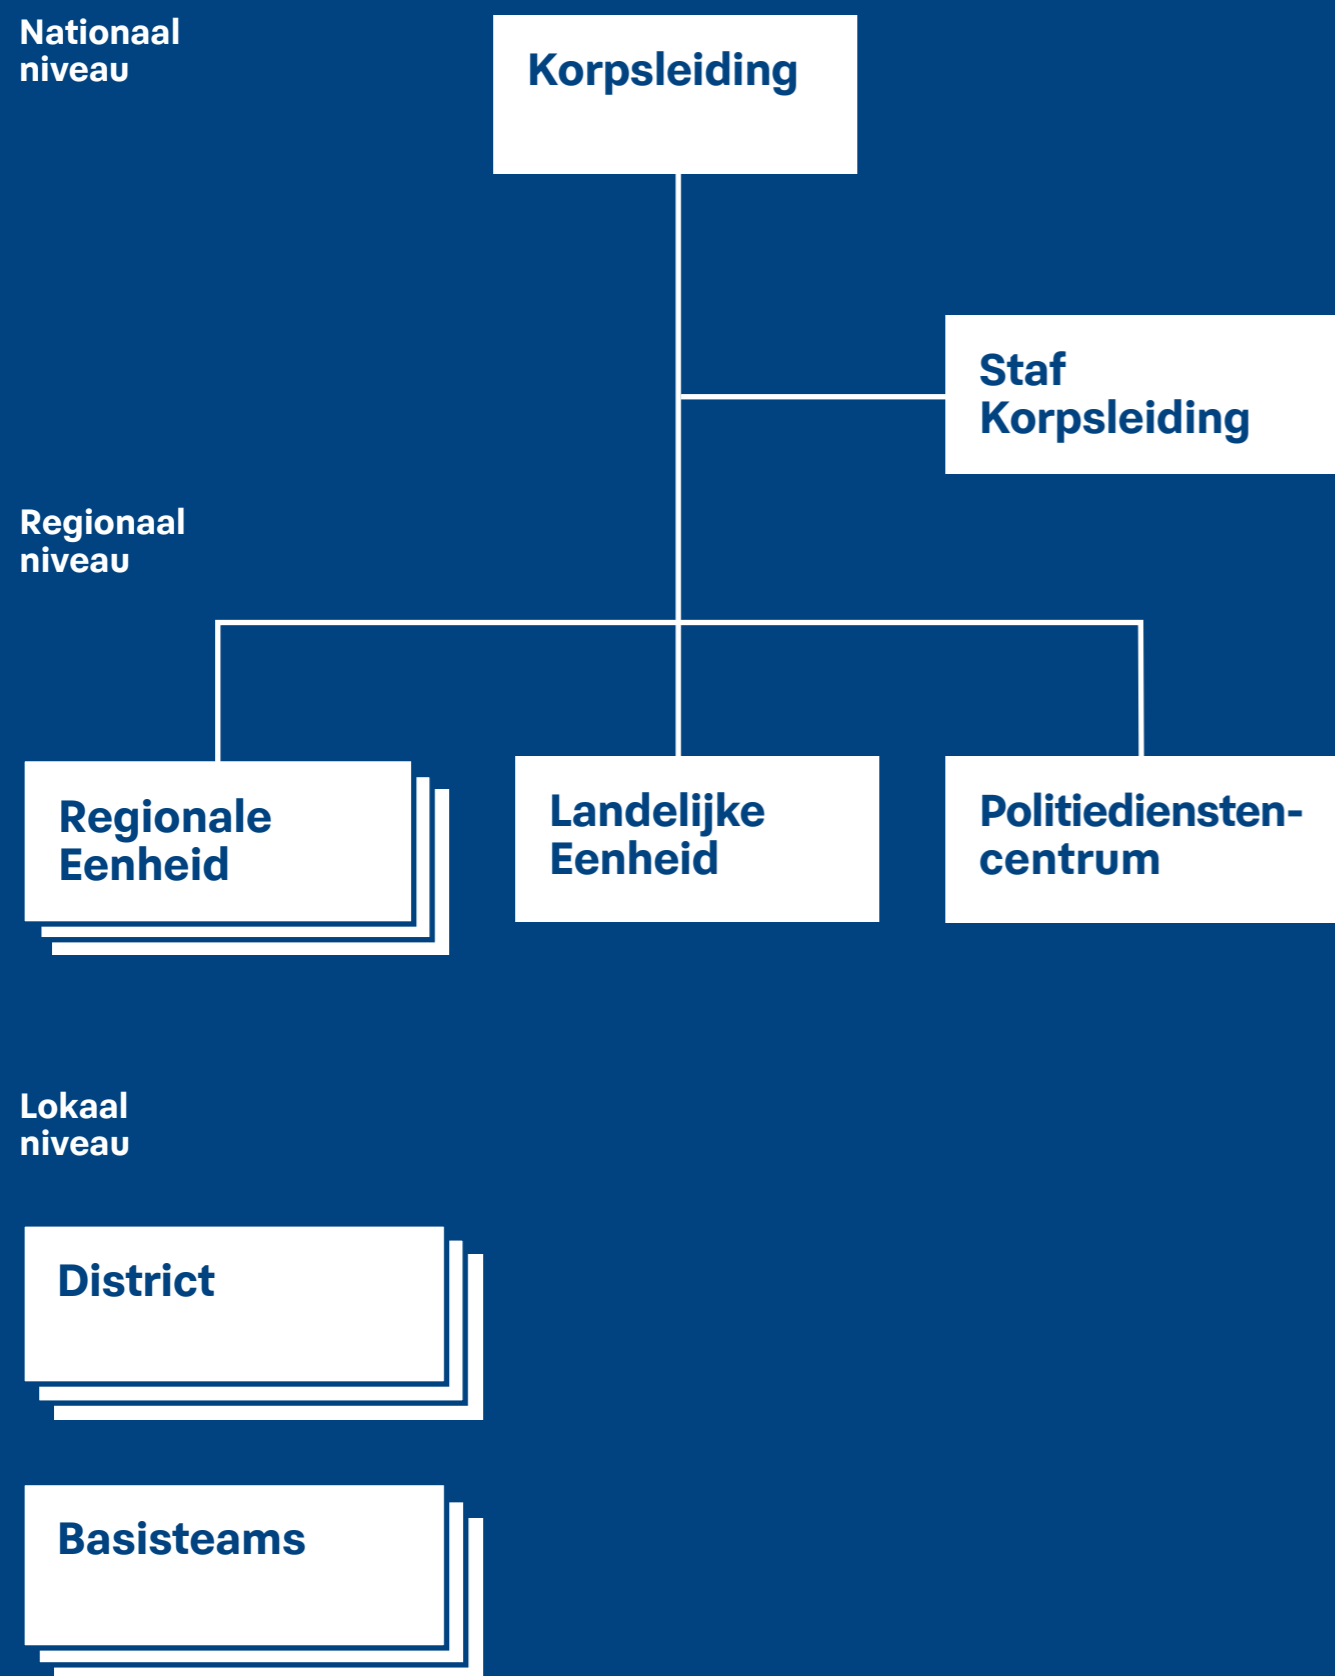 Nationaal
niveau
Korpsleiding
Staf
Korpsleiding
Regionaal
niveau
Regionale
Eenheid
Landelijke
Eenheid
Politiediensten-
centrum
Lokaal
niveau
District
Basisteams